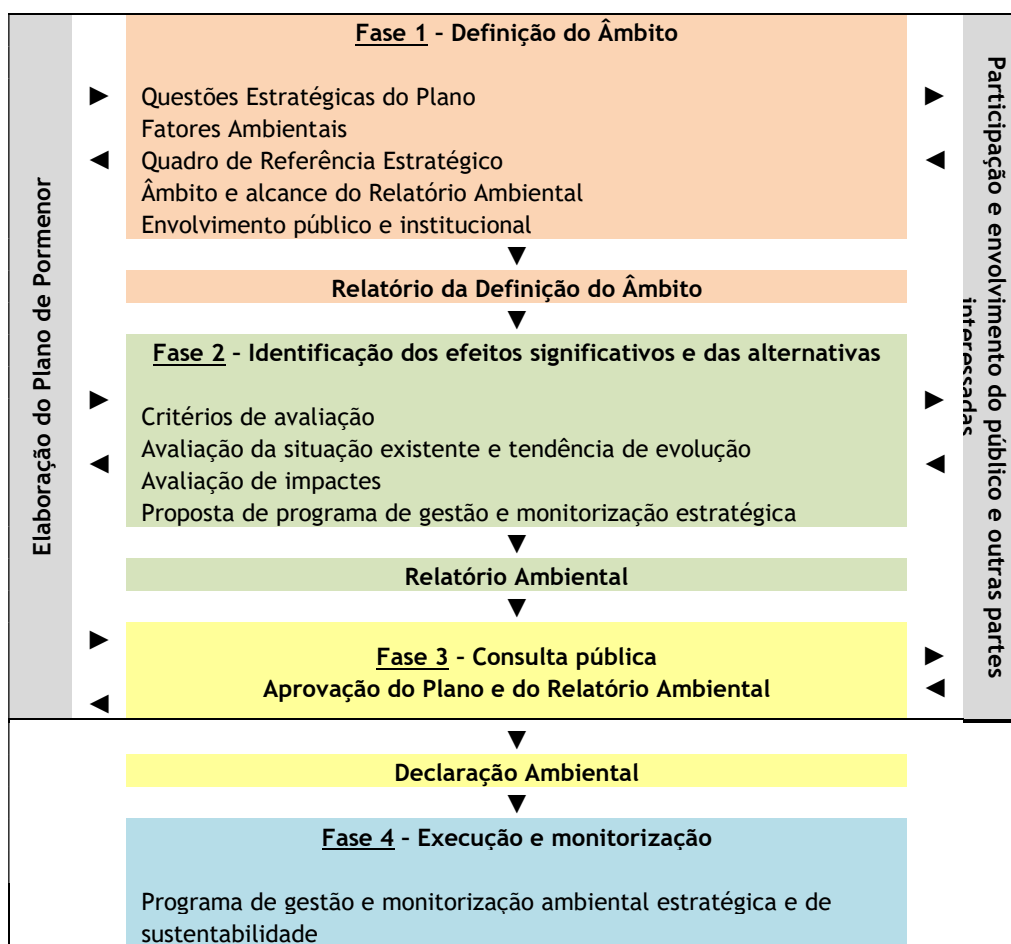 Elaboração do Plano de Pormenor
Fase 1 – Definição do Âmbito
Questões Estratégicas do Plano
Fatores Ambientais
Quadro de Referência Estratégico
Âmbito e alcance do Relatório Ambiental
Envolvimento público e institucional
Relatório da Definição do Âmbito
Fase 2 – Identificação dos efeitos significativos e das alternativas
Critérios de avaliação
Avaliação da situação existente e tendência de evolução
Avaliação de impactes
Proposta de programa de gestão e monitorização estratégica
Relatório Ambiental
Fase 3 – Consulta pública
Aprovação do Plano e do Relatório Ambiental
Declaração Ambiental
Fase 4 – Execução e monitorização
Programa de gestão e monitorização ambiental estratégica e de
sustentabilidade
Participação e envolvimento do público e outras partes
interessadas